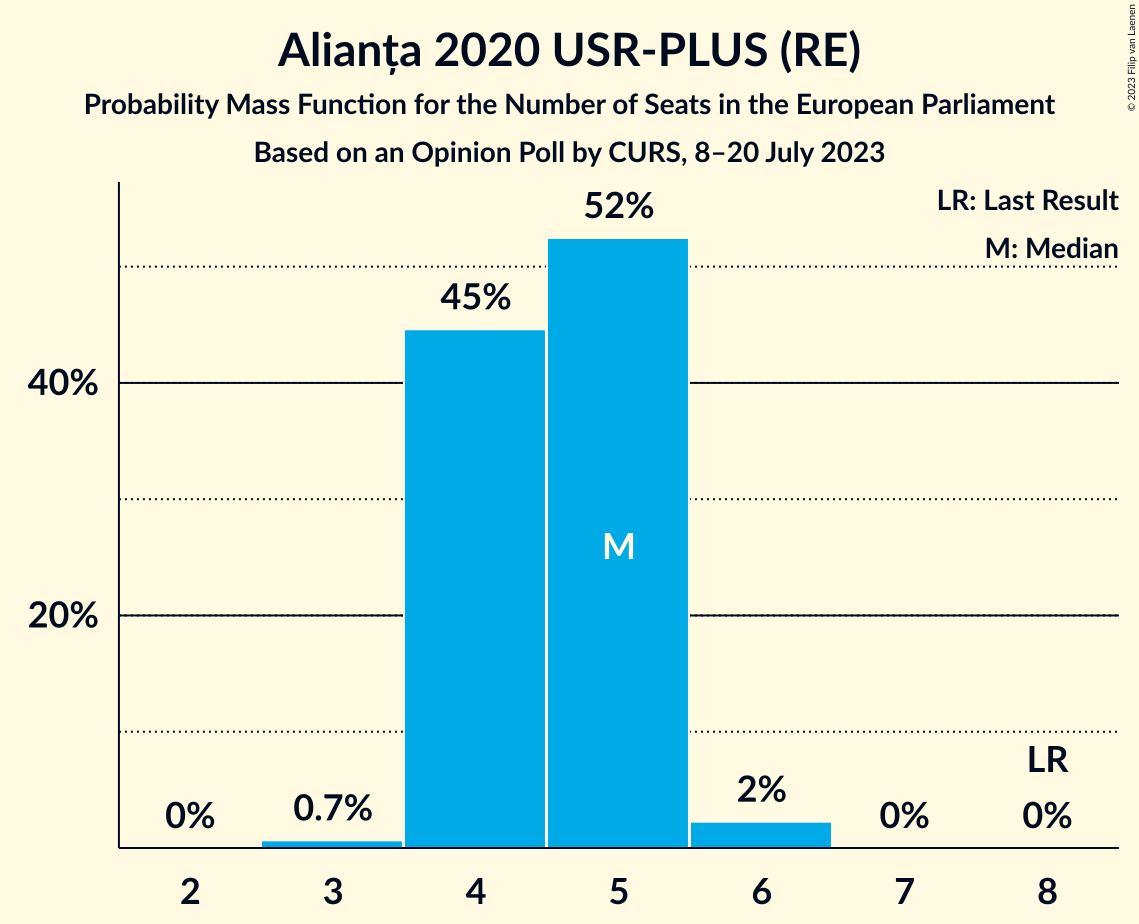 Alianța 2020 USR-PLUS (RE)
Probability Mass Function for the Number of Seats in the European Parliament
Based on an Opinion Poll by CURS, 8–20 July 2023
© 2023 Filip van Laenen
LR: Last Result
M: Median
52%
45%
40%
M
20%
LR
0%
0.7%
2%
0%
0%
2
3
4
5
6
7
8